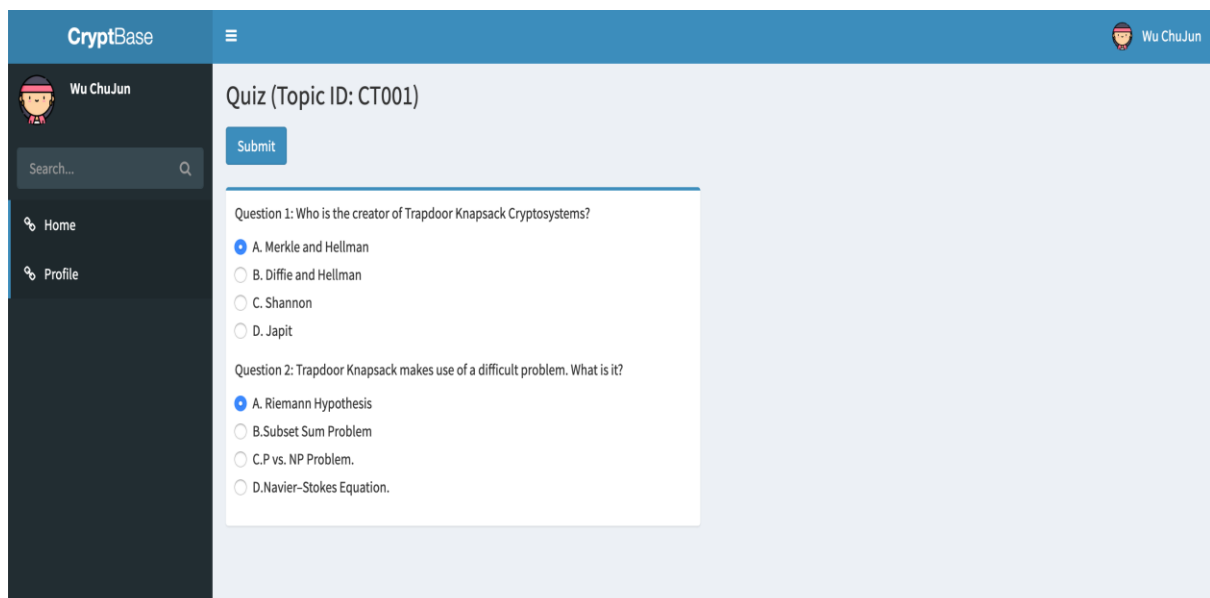 CryptBase
Wu ChuJun
Wu ChuJun
Search...
Home
Profile
Quiz (Topic ID: CT001)
Submit
Question 1: Who is the creator of Trapdoor Knapsack Cryptosystems?
A. Merkle and Hellman
B. Diffie and Hellman
C. Shannon
D. Japit
Question 2: Trapdoor Knapsack makes use of a difficult problem. What is it?
A. Riemann Hypothesis
B.Subset Sum Problem
C.P vs. NP Problem.
D.Navier–Stokes Equation.